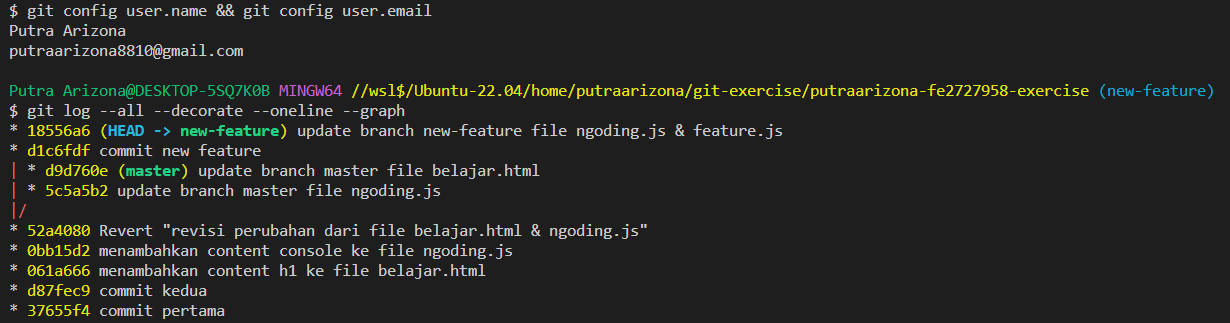 $ git config user.name && git config user.email
Putra Arizona
putraarizona8810@gmail.com
Putra Arizona@DESKTOP-5SQ7K0B MINGW64 //wsl$/Ubuntu-22.04/home/putraarizona/git-exercise/putraarizona-fe2727958-exercise (new-feature)
$ git log --all --decorate --oneline --graph
* 18556a6 (HEAD -> new-feature) update branch new-feature file ngoding.js & feature.js
* d1c6fdf commit new feature
| * d9d760e (master) update branch master file belajar.html
| * 5c5a5b2 update branch master file ngoding.js
|/
* 52a4080 Revert "revisi perubahan dari file belajar.html & ngoding.js"
* 0bb15d2 menambahkan content console ke file ngoding.js
* 061a666 menambahkan content h1 ke file belajar.html
* d87fec9 commit kedua
* 37655f4 commit pertama